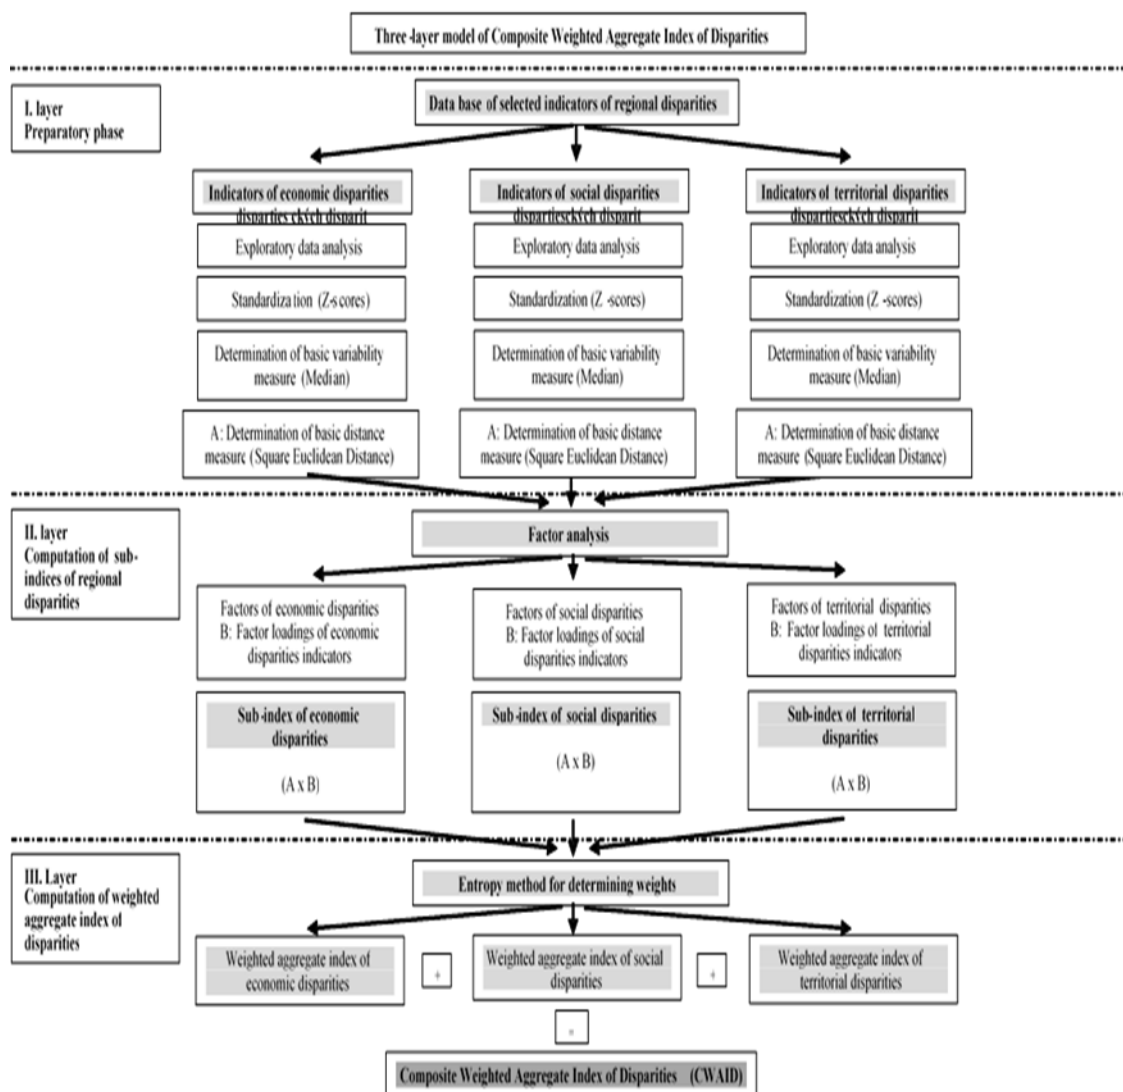 Three-layer model of Composite Weighted Aggregate Index of Disparities
I. layer
Preparatory phase
Data base of selected indicators of regional disparities
Indicators of economic disparities
disparties ckých disparit
Indicators of social disparities
dispartiesckých disparit
Indicators of territorial disparities
dispartiesckých disparit
Exploratory data analysis
Exploratory data analysis
Exploratory data analysis
Standardization (Z-scores)
Standardization (Z -scores)
Standardization (Z -scores)
Determination of basic variability
measure (Median)
Determination of basic variability
measure (Median)
Determination of basic variability
measure (Median)
A: Determination of basic distance
measure (Square Euclidean Distance)
A: Determination of basic distance
measure (Square Euclidean Distance)
A: Determination of basic distance
measure (Square Euclidean Distance)
II. layer
Computation of sub-
indices of regional
disparities
Factor analysis
Factors of economic disparities
B: Factor loadings of economic
disparities indicators
Factors of social disparities
B: Factor loadings of social
disparities indicators
Factors of territorial disparities
B: Factor loadings of territorial
disparities indicators
Sub-index of economic
disparities
(A x B)
Sub-index of social disparities
(A x B)
Sub-index of territorial
disparities
(A x B)
III. Layer
Computation of weighted
aggregate index of
disparities
Entropy method for determining weights
Weighted aggregate index of
economic disparities
+
Weighted aggregate index of social
disparities
+
Weighted aggregate index of
territorial disparities
=
Composite Weighted Aggregate Index of Disparities (CWAID)